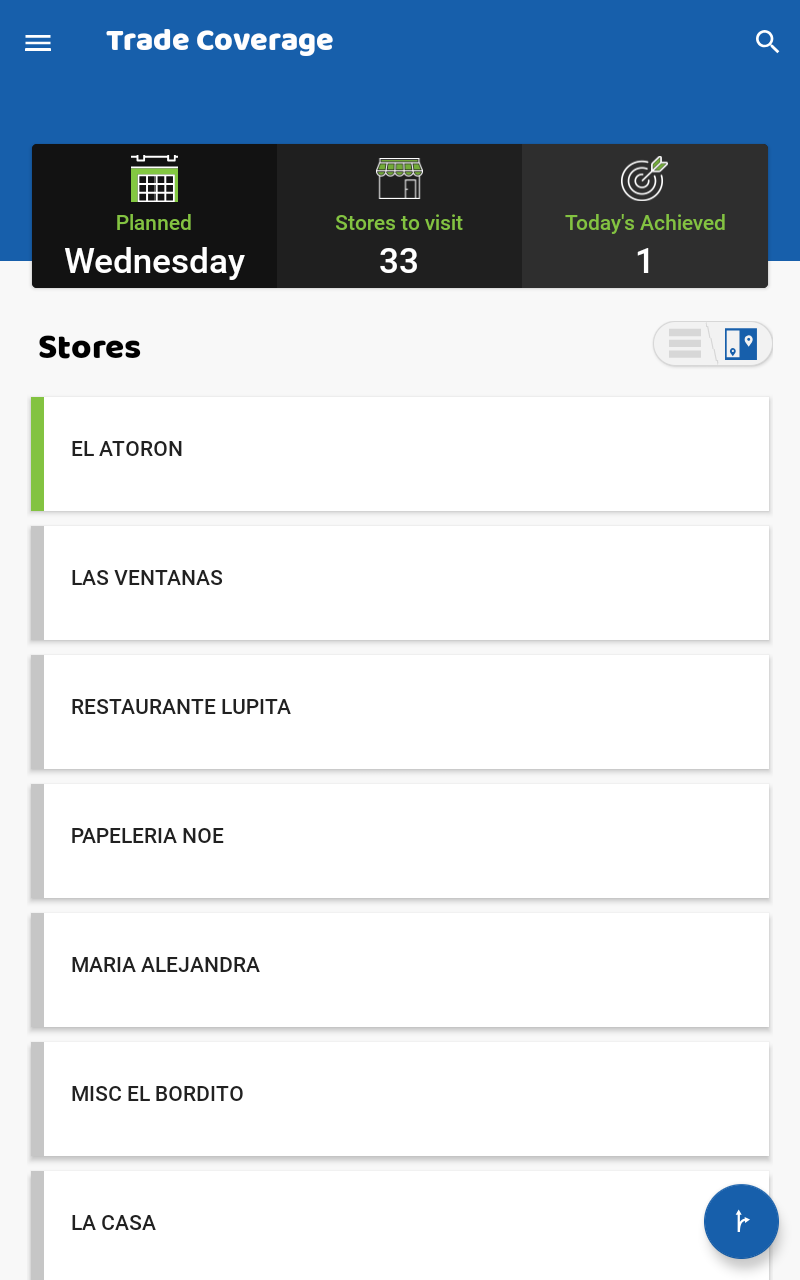 Trade Coverage
Planned
Stores to visit
Today's Achieved
Wednesday
33
1
Stores
EL ATORON
LAS VENTANAS
RESTAURANTE LUPITA
PAPELERIA NOE
MARIA ALEJANDRA
MISC EL BORDITO
LA CASA